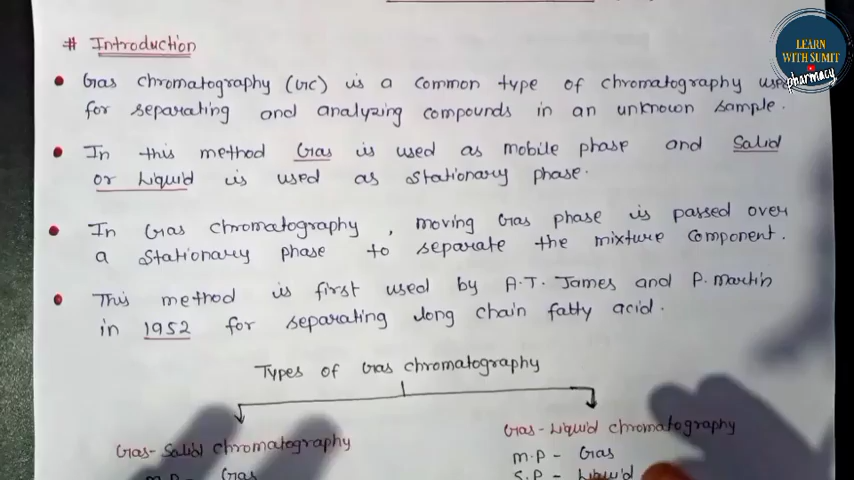 # Introduction
Gas chromatography (GC) is a common type of chromatography used
for separating and analyzing compounds in an unknown sample.
In this method Gas is used as mobile phase and Solid
or Liquid is used as stationary phase.
In Gas chromatography, moving Gas phase is passed over
a stationary phase to separate the mixture component.
This method is first used by A.T. James and P. Martin
in 1952 for separating long chain fatty acid.
Types of Gas chromatography
Gas-Solid chromatography
Gas-Liquid chromatography
m.p - Gas
m.p - Gas
S.P - Liquid
LEARN
WITH SUMIT
pharmacy